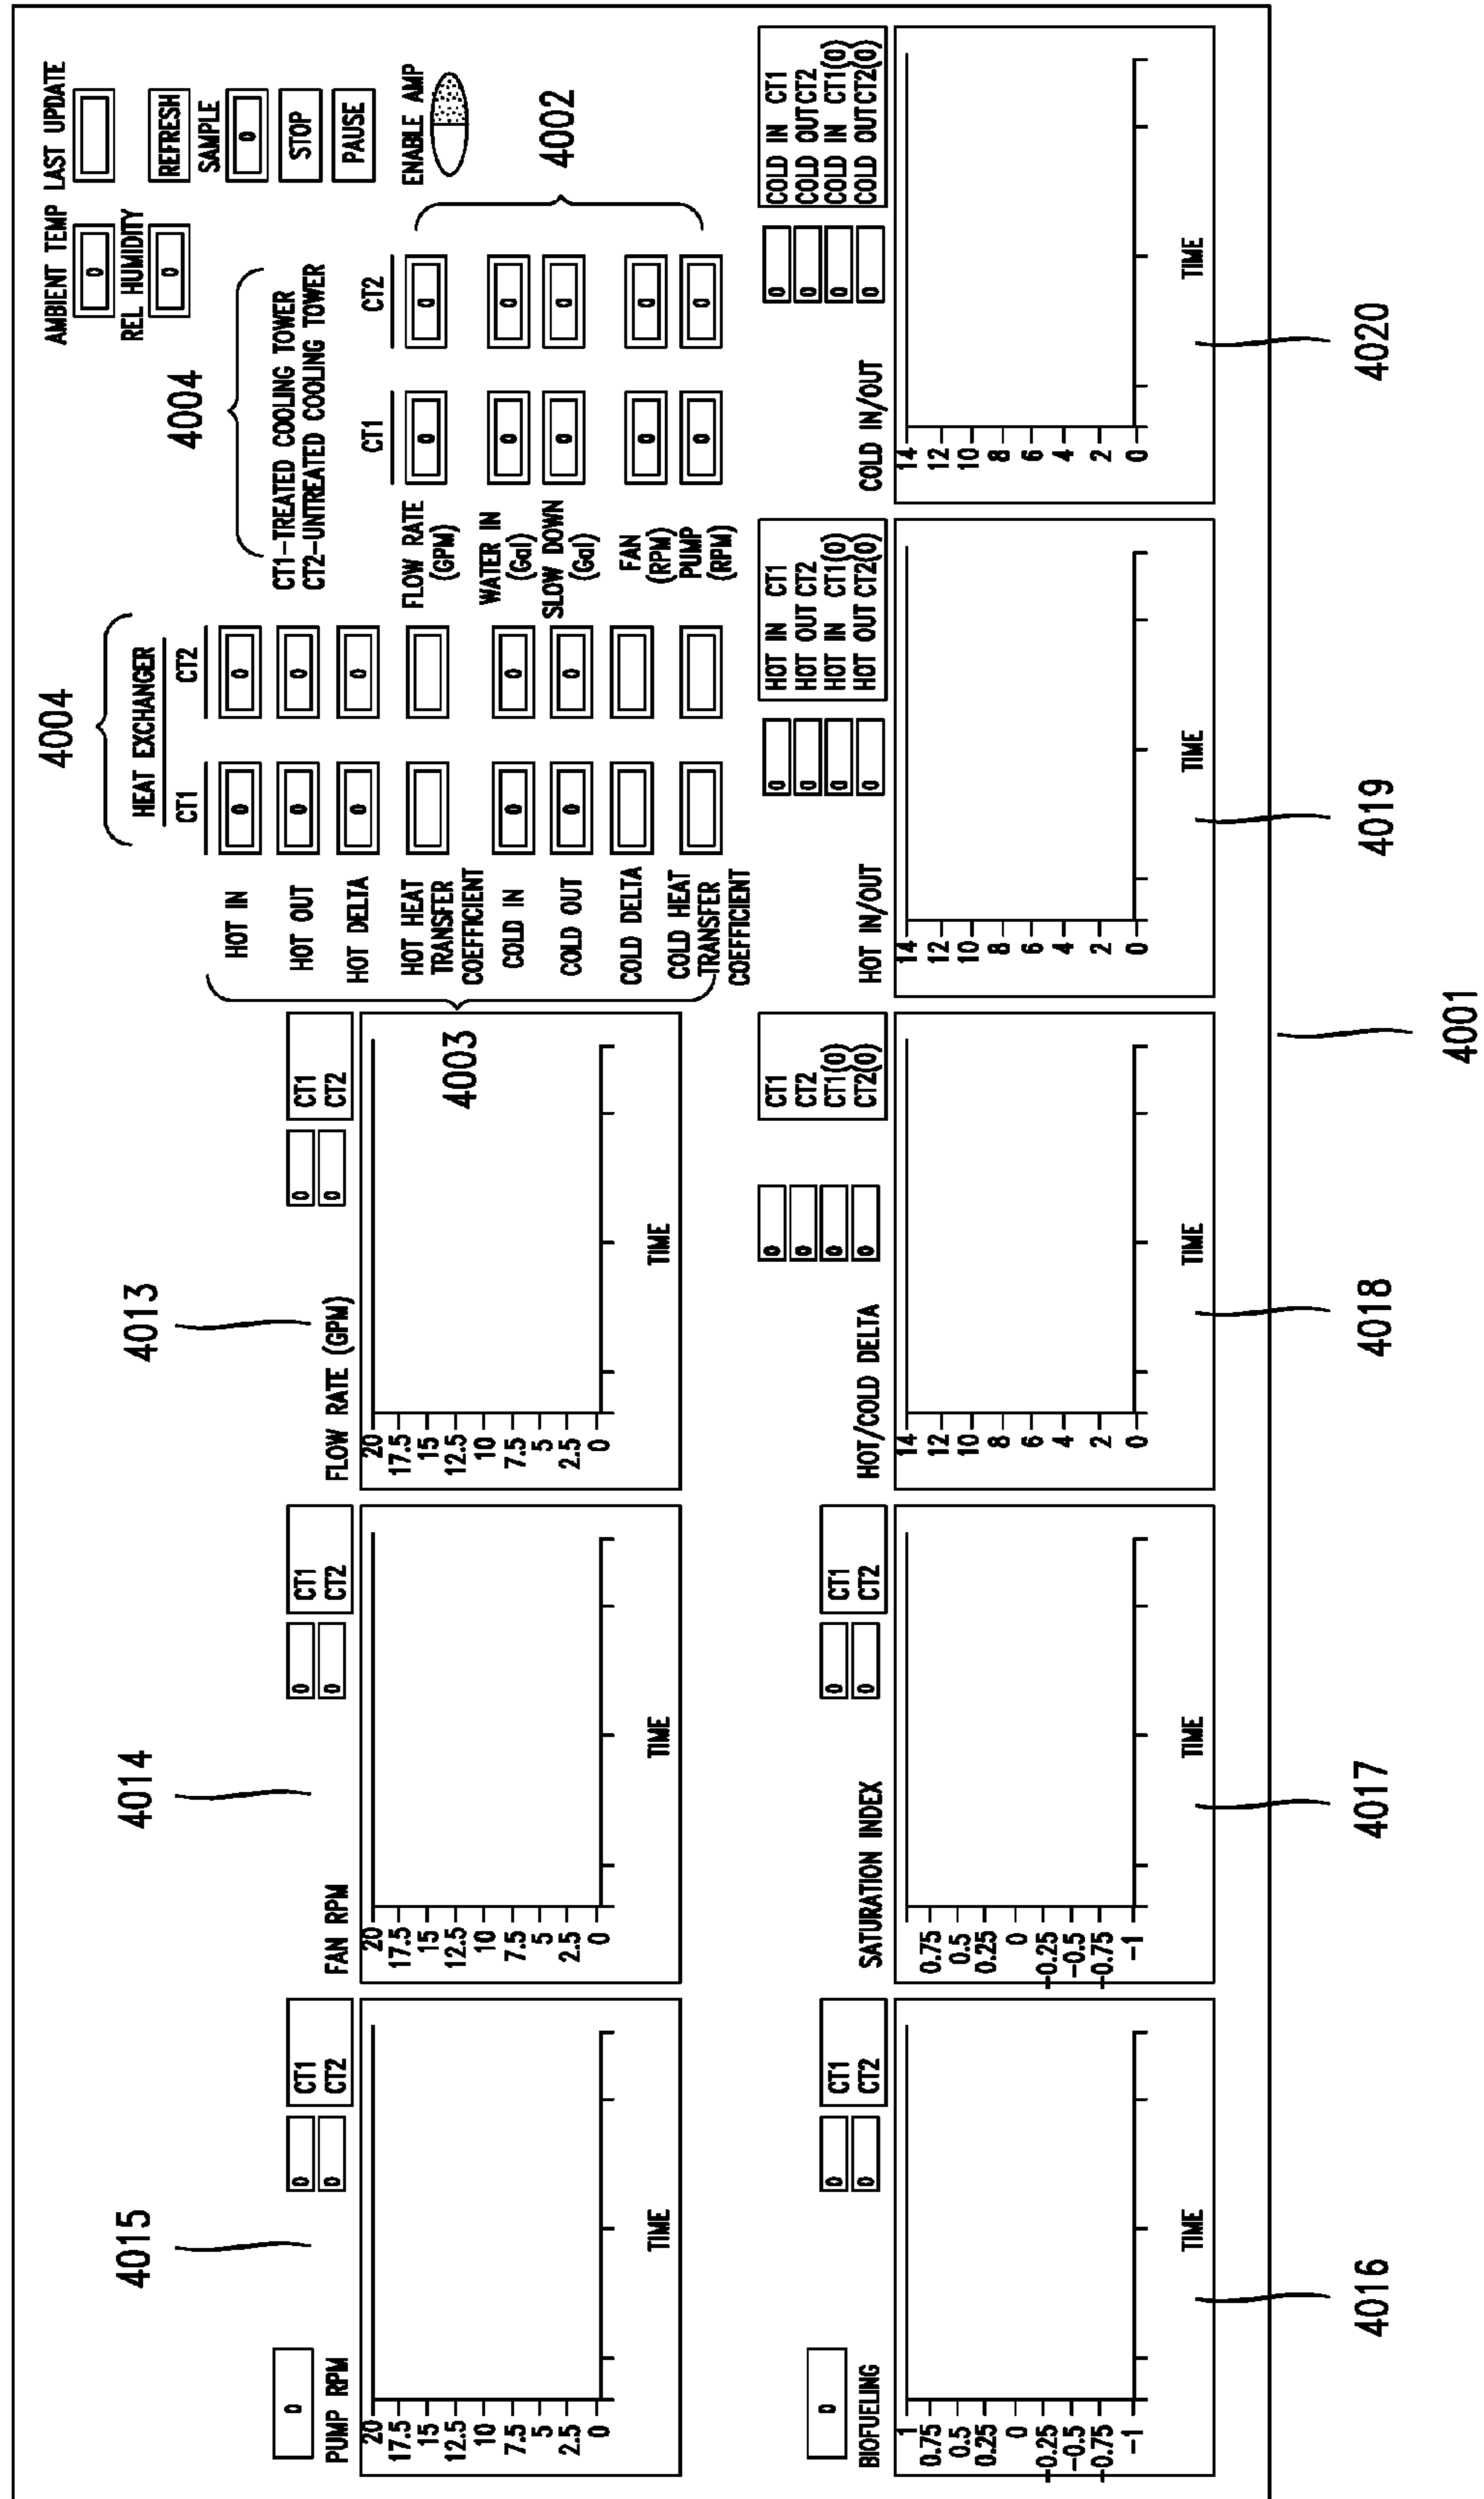 4015
4014
4013
4004
4004
AMBIENT TEMP
LAST UPDATE
0
REL HUMIDITY
REFRESH
0
SAMPLE
0
STOP
PAUSE
ENABLE AMP
4002
HEAT EXCHANGER
CT1
CT2
HOT IN
0
0
HOT OUT
0
0
HOT DELTA
0
0
HOT HEAT
TRANSFER
COEFFICIENT
COLD IN
0
0
COLD OUT
0
0
COLD DELTA
COLD HEAT
TRANSFER
COEFFICIENT
4003
CT1-TREATED COOLING TOWER
CT2-UNTREATED COOLING TOWER
CT1
CT2
FLOW RATE
(GPM)
0
0
WATER IN
(Gal)
0
0
SLOW DOWN
(Gal)
0
0
FAN
(RPM)
0
0
PUMP
(RPM)
0
0
0
PUMP RPM
0
0
CT1
CT2
20
17.5
15
12.5
10
7.5
5
2.5
0
TIME
FAN RPM
0
0
CT1
CT2
20
17.5
15
12.5
10
7.5
5
2.5
0
TIME
FLOW RATE (GPM)
0
0
CT1
CT2
20
17.5
15
12.5
10
7.5
5
2.5
0
TIME
0
BIOFUELING
0
0
CT1
CT2
1
0.75
0.5
0.25
0
-0.25
-0.5
-0.75
-1
TIME
SATURATION INDEX
0
0
CT1
CT2
0.75
0.5
0.25
0
-0.25
-0.5
-0.75
-1
TIME
HOT/COLD DELTA
0
0
0
0
CT1
CT2
CT1(0)
CT2(0)
14
12
10
8
6
4
2
0
TIME
HOT IN/OUT
0
0
0
0
HOT IN CT1
HOT OUT CT2
HOT IN CT1(0)
HOT OUT CT2(0)
14
12
10
8
6
4
2
0
TIME
COLD IN/OUT
0
0
0
0
COLD IN CT1
COLD OUT CT2
COLD IN CT1(0)
COLD OUT CT2(0)
14
12
10
8
6
4
2
0
TIME
4016
4017
4018
4019
4020
4001